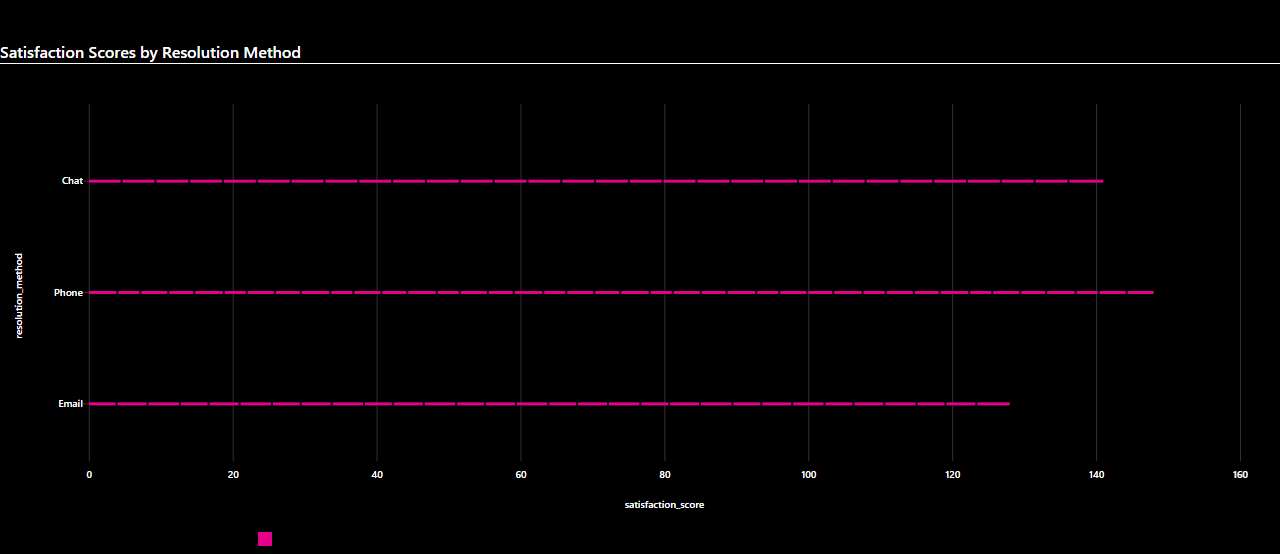 Satisfaction Scores by Resolution Method
Chat
Phone
Email
resolution_method
0 20 40 60 80 100 120 140 160
satisfaction_score